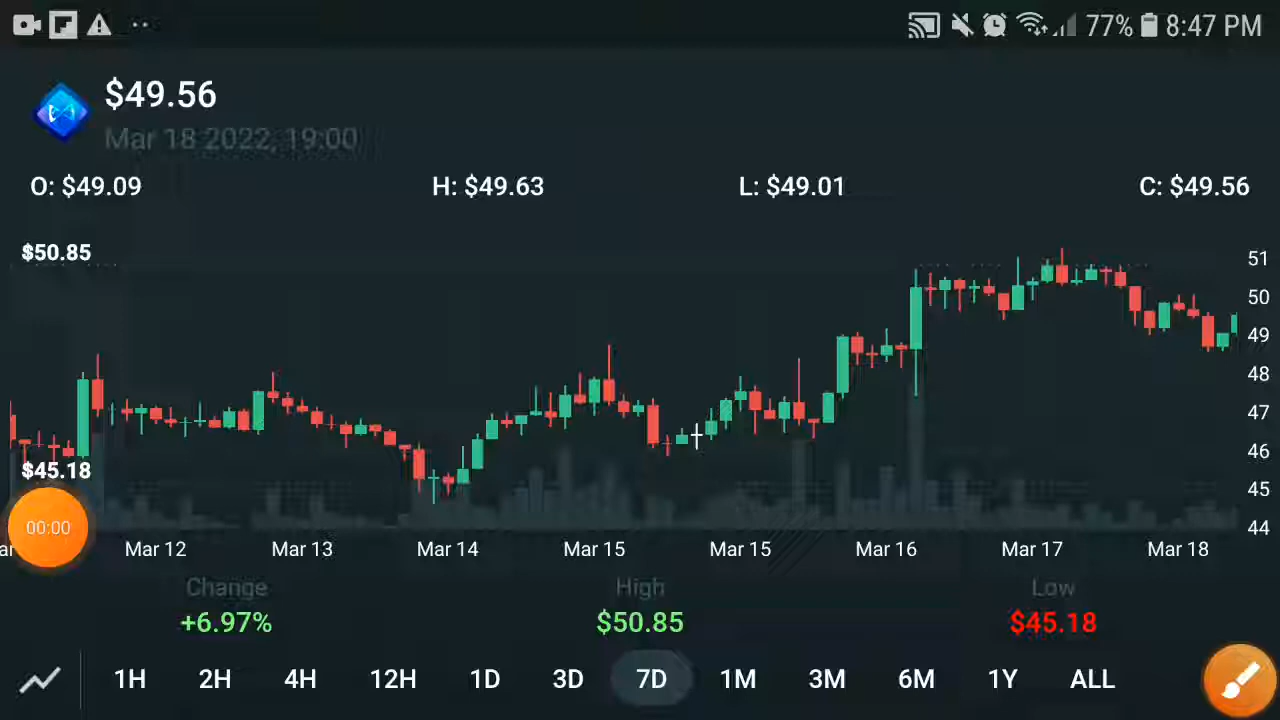 77% 8:47 PM
$49.56
Mar 18 2022, 19:00
O: $49.09 H: $49.63 L: $49.01 C: $49.56
$50.85
51
50
49
48
47
46
$45.18
45
00:00
44
Mar 12 Mar 13 Mar 14 Mar 15 Mar 15 Mar 16 Mar 17 Mar 18
Change High Low
+6.97% $50.85 $45.18
1H 2H 4H 12H 1D 3D 7D 1M 3M 6M 1Y ALL